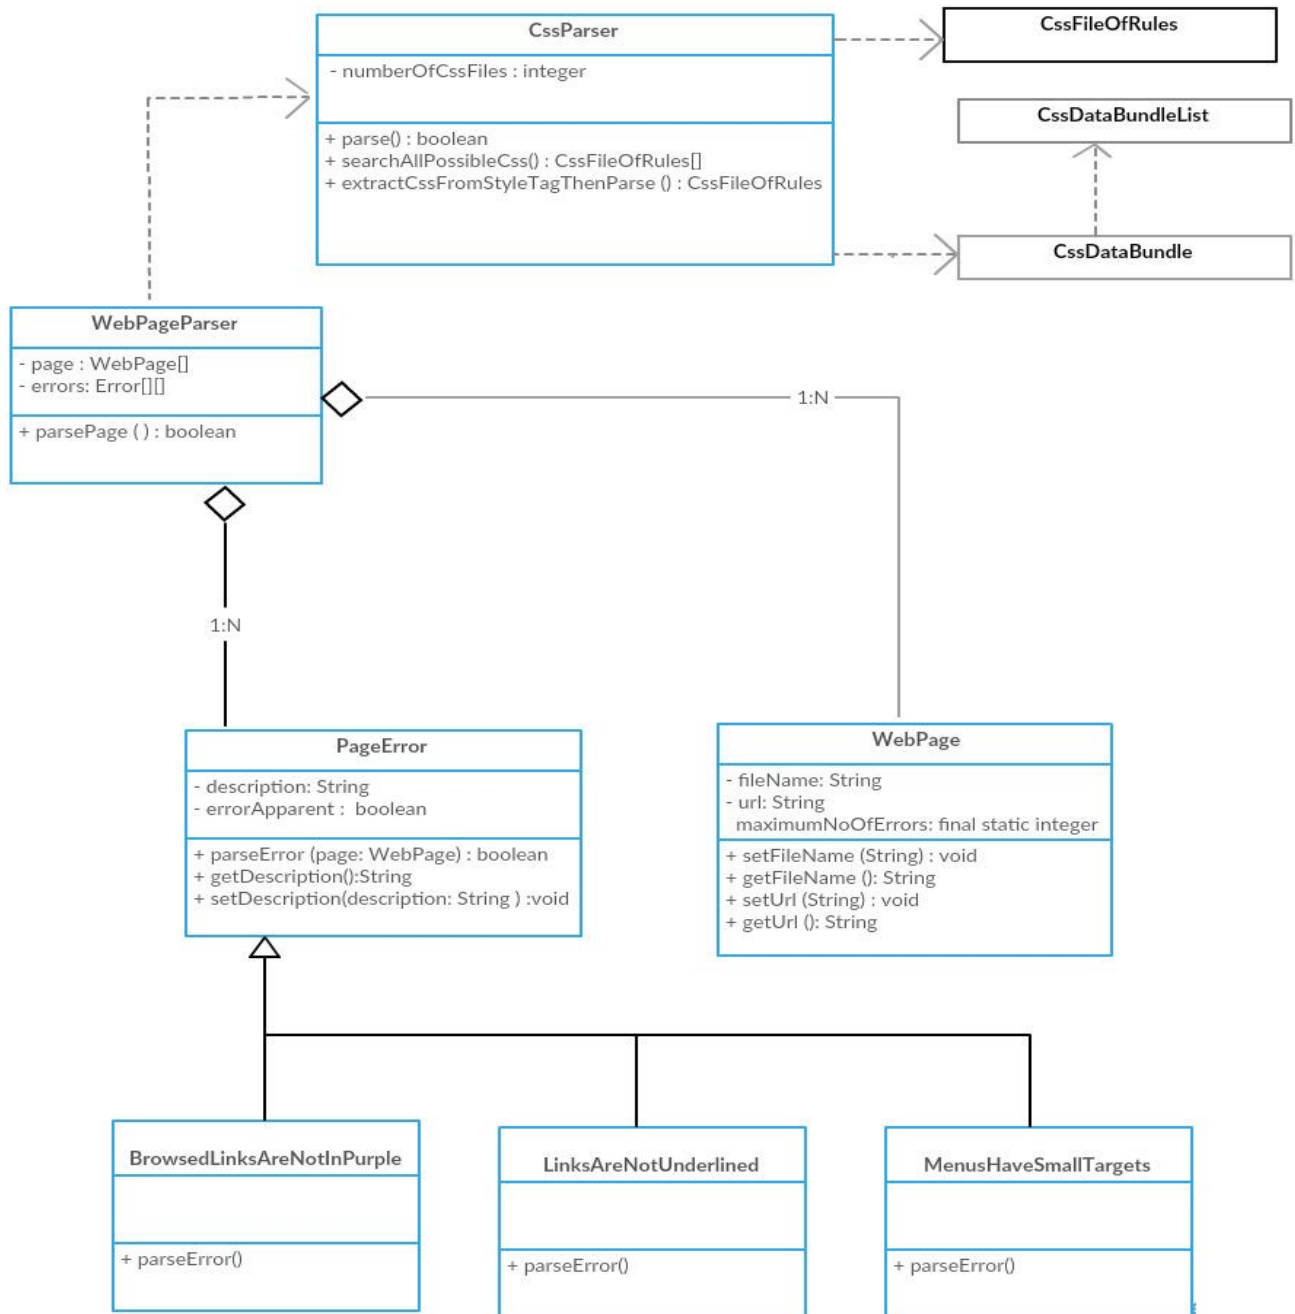 CssParser
- numberOfCssFiles : integer
+ parse() : boolean
+ searchAllPossibleCss() : CssFileOfRules[]
+ extractCssFromStyleTagThenParse () : CssFileOfRules
CssFileOfRules
CssDataBundleList
CssDataBundle
WebPageParser
- page : WebPage[]
- errors: Error[][]
+ parsePage ( ) : boolean
1:N
1:N
PageError
- description: String
- errorApparent :  boolean
+ parseError (page: WebPage) : boolean
+ getDescription():String
+ setDescription(description: String ) :void
WebPage
- fileName: String
- url: String
maximumNoOfErrors: final static integer
+ setFileName (String) : void
+ getFileName (): String
+ setUrl (String) : void
+ getUrl (): String
BrowsedLinksAreNotInPurple
+ parseError()
LinksAreNotUnderlined
+ parseError()
MenusHaveSmallTargets
+ parseError()